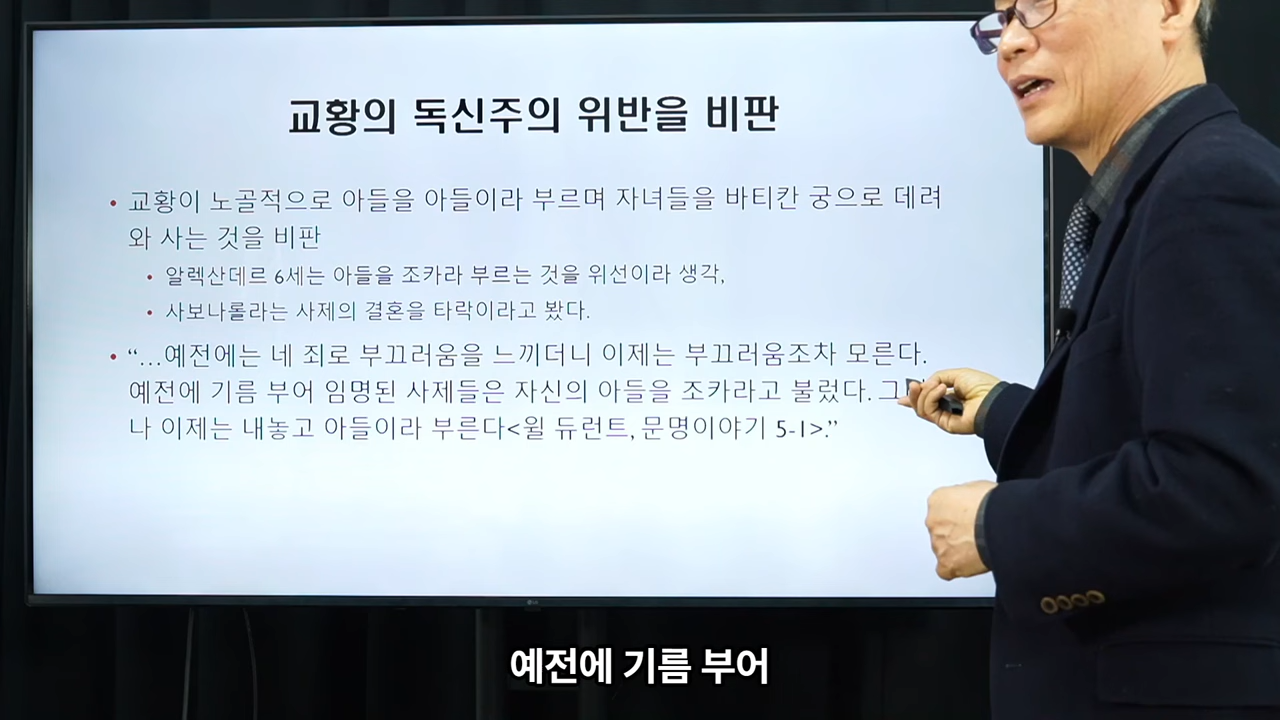 교황의 독신주의 위반을 비판
• 교황이 노골적으로 아들을 아들이라 부르며 자녀들을 바티칸 궁으로 데려
와 사는 것을 비판
• 알렉산데르 6세는 아들을 조카라 부르는 것을 위선이라 생각,
• 사보나롤라는 사제의 결혼을 타락이라고 봤다.
• “…예전에는 네 죄로 부끄러움을 느끼더니 이제는 부끄러움조차 모른다.
예전에 기름 부어 임명된 사제들은 자신의 아들을 조카라고 불렀다. 그
나 이제는 내놓고 아들이라 부른다<윌 듀런트, 문명이야기 5-1>.”
LG
예전에 기름 부어